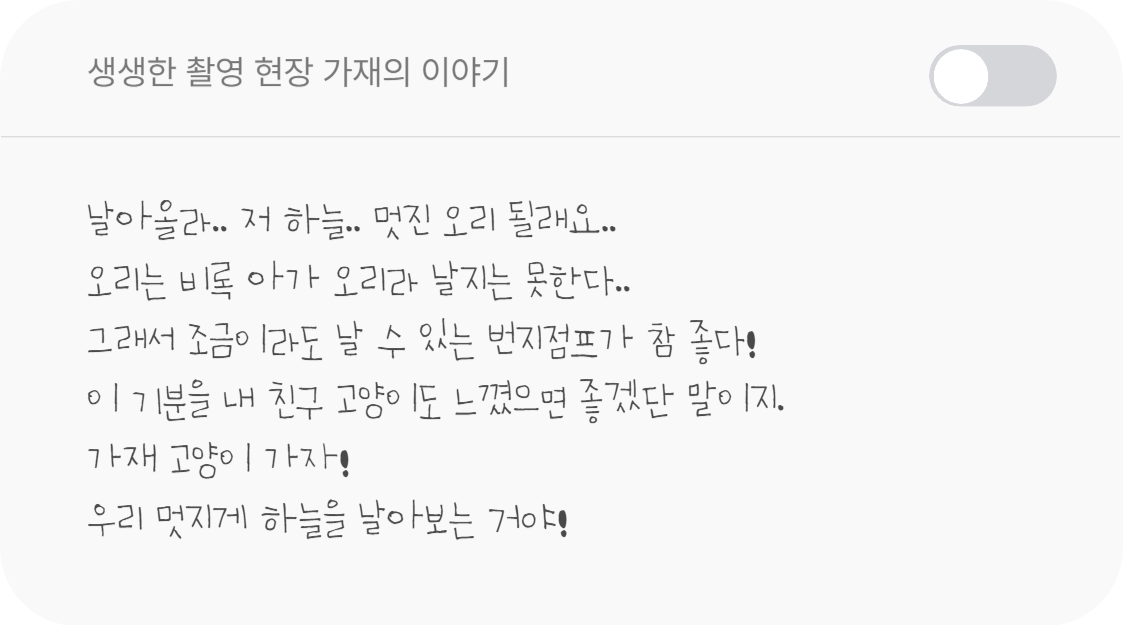 생생한 촬영 현장 가재의 이야기
날아올라.. 저 하늘.. 멋진 오리 될래요..
오리는 비록 아가 오리라 날지는 못한다..
그래서 조금이라도 날 수 있는 번지점프가 참 좋다!
이 기분을 내 친구 고양이도 느꼈으면 좋겠단 말이지.
가재 고양이 가자!
우리 멋지게 하늘을 날아보는 거야!